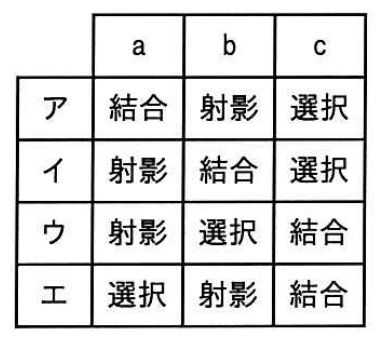 a b c
ア 結合 射影 選択
イ 射影 結合 選択
ウ 射影 選択 結合
エ 選択 射影 結合